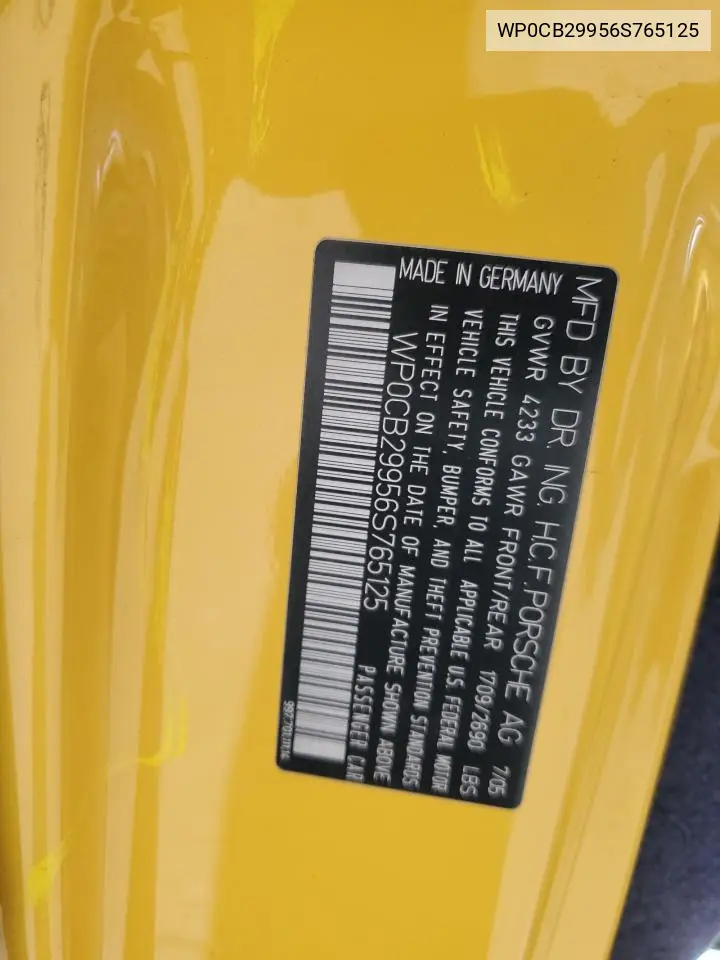 WP0CB29956S765125
MFD BY DR. ING. H.C.F. PORSCHE AG 7/05
GVWR 4233 GAWR FRONT/REAR 1709/2690 LBS
THIS VEHICLE CONFORMS TO ALL APPLICABLE U.S. FEDERAL MOTOR
VEHICLE SAFETY, BUMPER AND THEFT PREVENTION STANDARDS
IN EFFECT ON THE DATE OF MANUFACTURE SHOWN ABOVE
MADE IN GERMANY
WP0CB29956S765125
PASSENGER CAR